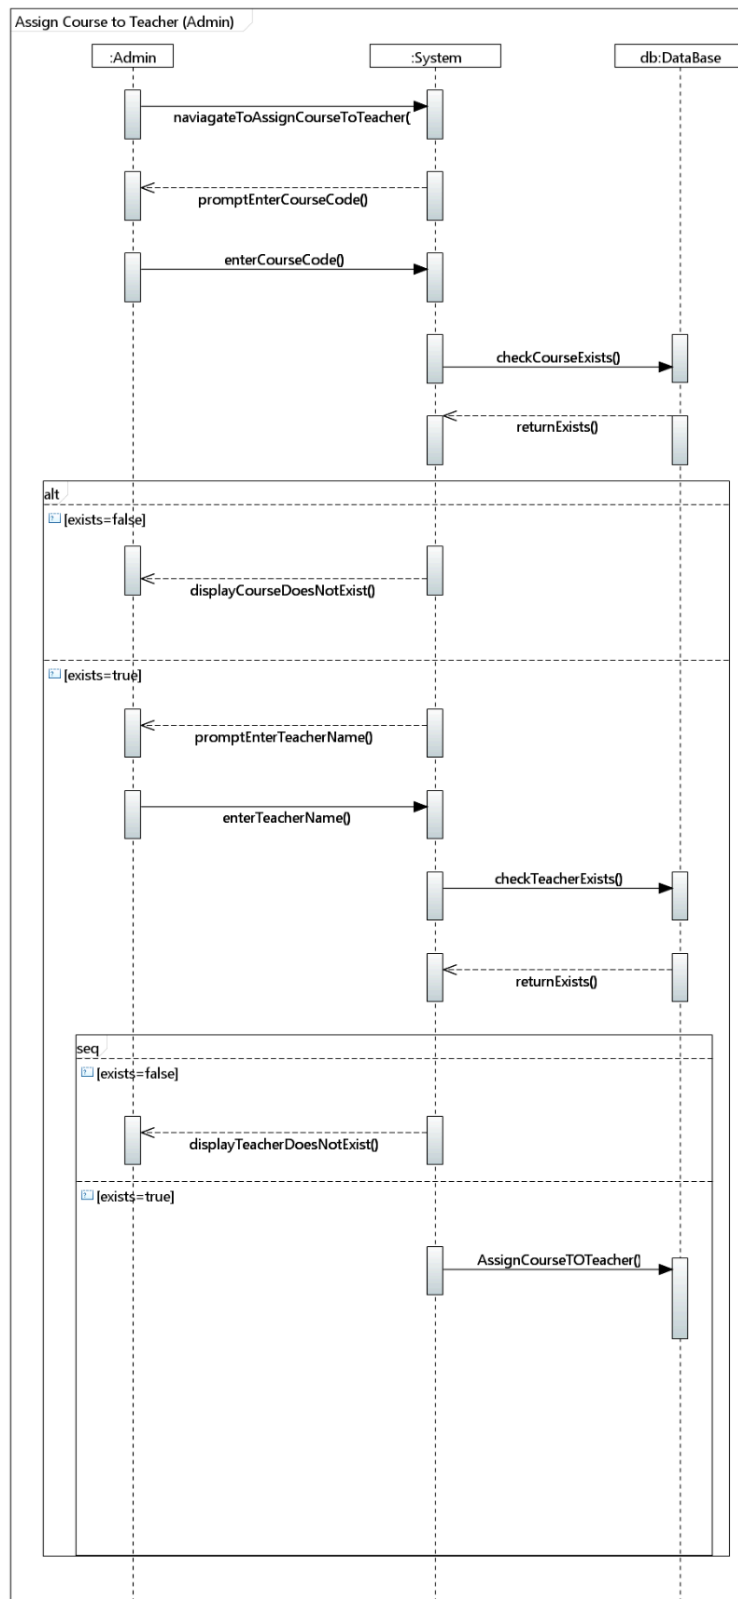 Assign Course to Teacher (Admin)
:Admin :System db:DataBase
naviagateToAssignCourseToTeacher(
promptEnterCourseCode()
enterCourseCode()
checkCourseExists()
returnExists()
alt
[exists=false]
displayCourseDoesNotExist()
[exists=true]
promptEnterTeacherName()
enterTeacherName()
checkTeacherExists()
returnExists()
seq
[exists=false]
displayTeacherDoesNotExist()
[exists=true]
AssignCourseTOTeacher()